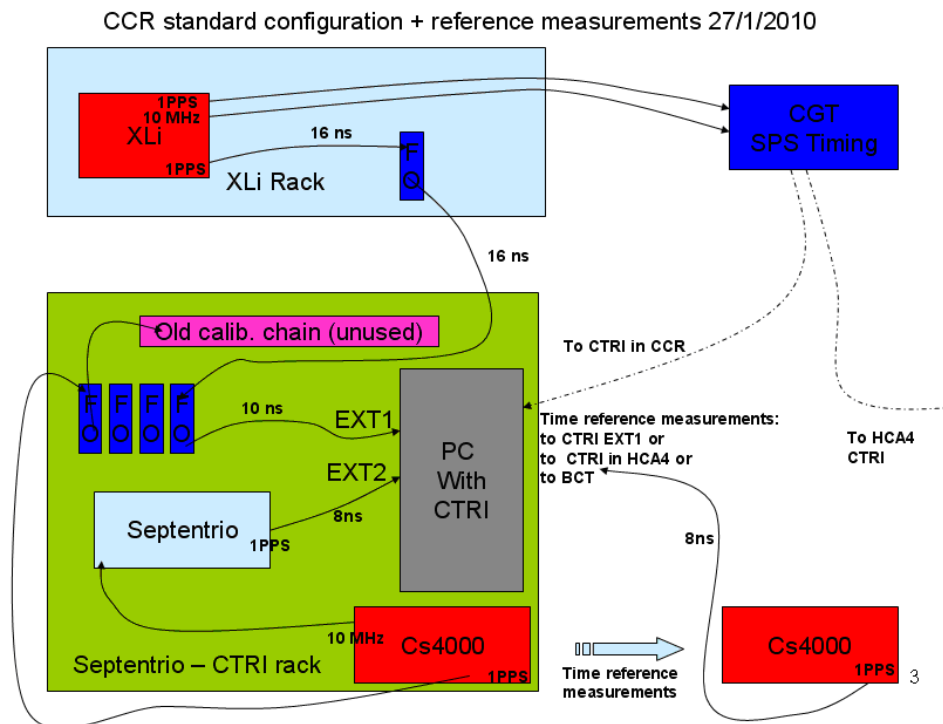 CCR standard configuration + reference measurements 27/1/2010
1PPS
10 MHz
XLi
1PPS
16 ns
F
O
XLi Rack
CGT
SPS Timing
16 ns
Old calib. chain (unused)
To CTRI in CCR
F
O
F
O
F
O
F
O
10 ns
EXT1
EXT2
PC
With
CTRI
Time reference measurements:
to CTRI EXT1 or
to CTRI in HCA4 or
to BCT
To HCA4
CTRI
Septentrio
1PPS
8ns
8ns
10 MHz
Cs4000
1PPS
Septentrio – CTRI rack
Time reference
measurements
Cs4000
1PPS
3